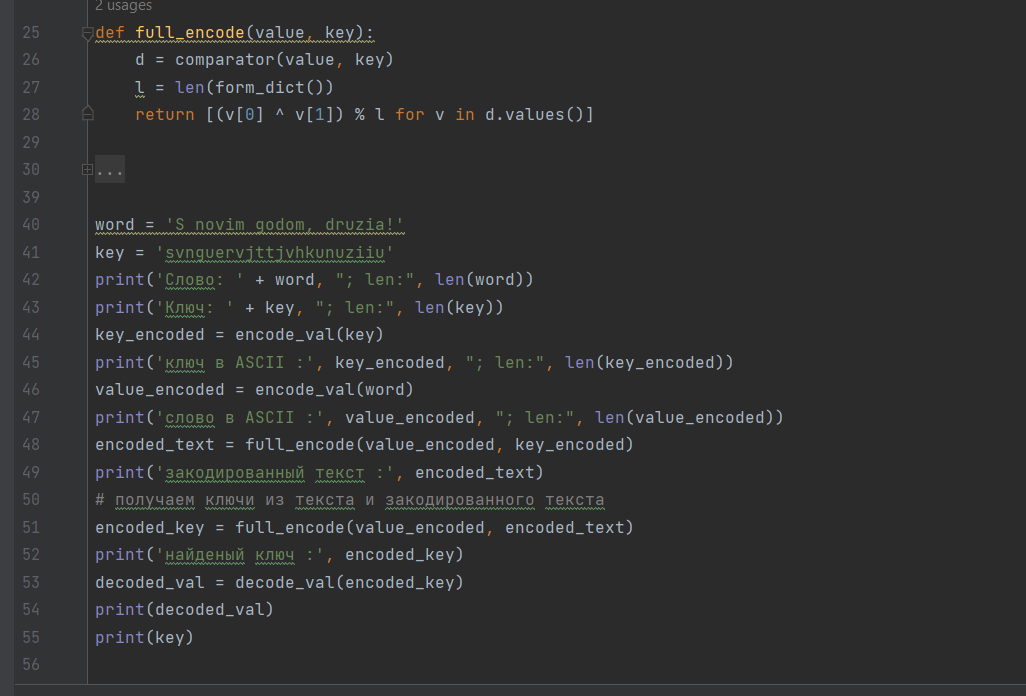 2 usages
25 def full_encode(value, key):
26     d = comparator(value, key)
27     l = len(form_dict())
28     return [(v[0] ^ v[1]) % l for v in d.values()]
29
30 ...
39
40 word = 'S novim godom, druzia!'
41 key = 'svnguervjttjvhkunuziiu'
42 print('Слово: ' + word, "; len:", len(word))
43 print('Ключ: ' + key, "; len:", len(key))
44 key_encoded = encode_val(key)
45 print('ключ в ASCII :', key_encoded, "; len:", len(key_encoded))
46 value_encoded = encode_val(word)
47 print('слово в ASCII :', value_encoded, "; len:", len(value_encoded))
48 encoded_text = full_encode(value_encoded, key_encoded)
49 print('закодированный текст :', encoded_text)
50 # получаем ключи из текста и закодированного текста
51 encoded_key = full_encode(value_encoded, encoded_text)
52 print('найденый ключ :', encoded_key)
53 decoded_val = decode_val(encoded_key)
54 print(decoded_val)
55 print(key)
56